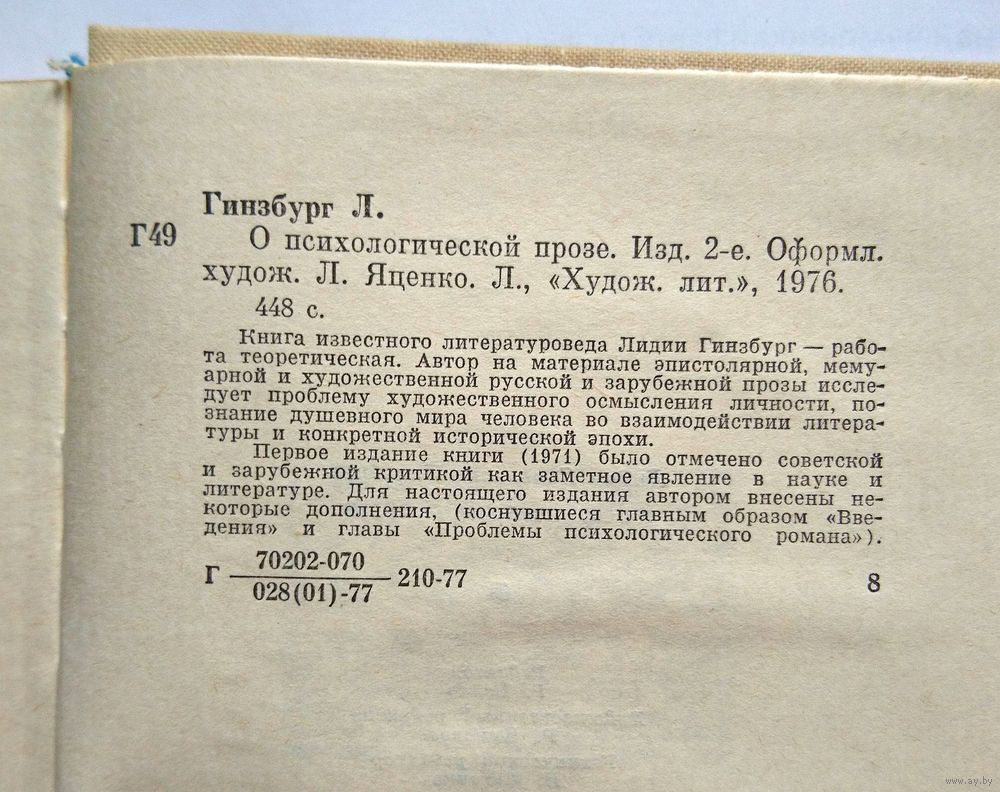 Гинзбург Л.
Г49
О психологической прозе. Изд. 2-е. Оформл.
худож. Л. Яценко. Л., «Худож. лит.», 1976.
448 с.
Книга известного литературоведа Лидии Гинзбург — рабо-
та теоретическая. Автор на материале эпистолярной, мему-
арной и художественной русской и зарубежной прозы иссле-
дует проблему художественного осмысления личности, по-
знание душевного мира человека во взаимодействии литера-
туры и конкретной исторической эпохи.
Первое издание книги (1971) было отмечено советской
и зарубежной критикой как заметное явление в науке и
литературе. Для настоящего издания автором внесены не-
которые дополнения, (коснувшиеся главным образом «Вве-
дения» и главы «Проблемы психологического романа»).
Г 70202-070
028(01)-77 210-77 8
www.ay.by